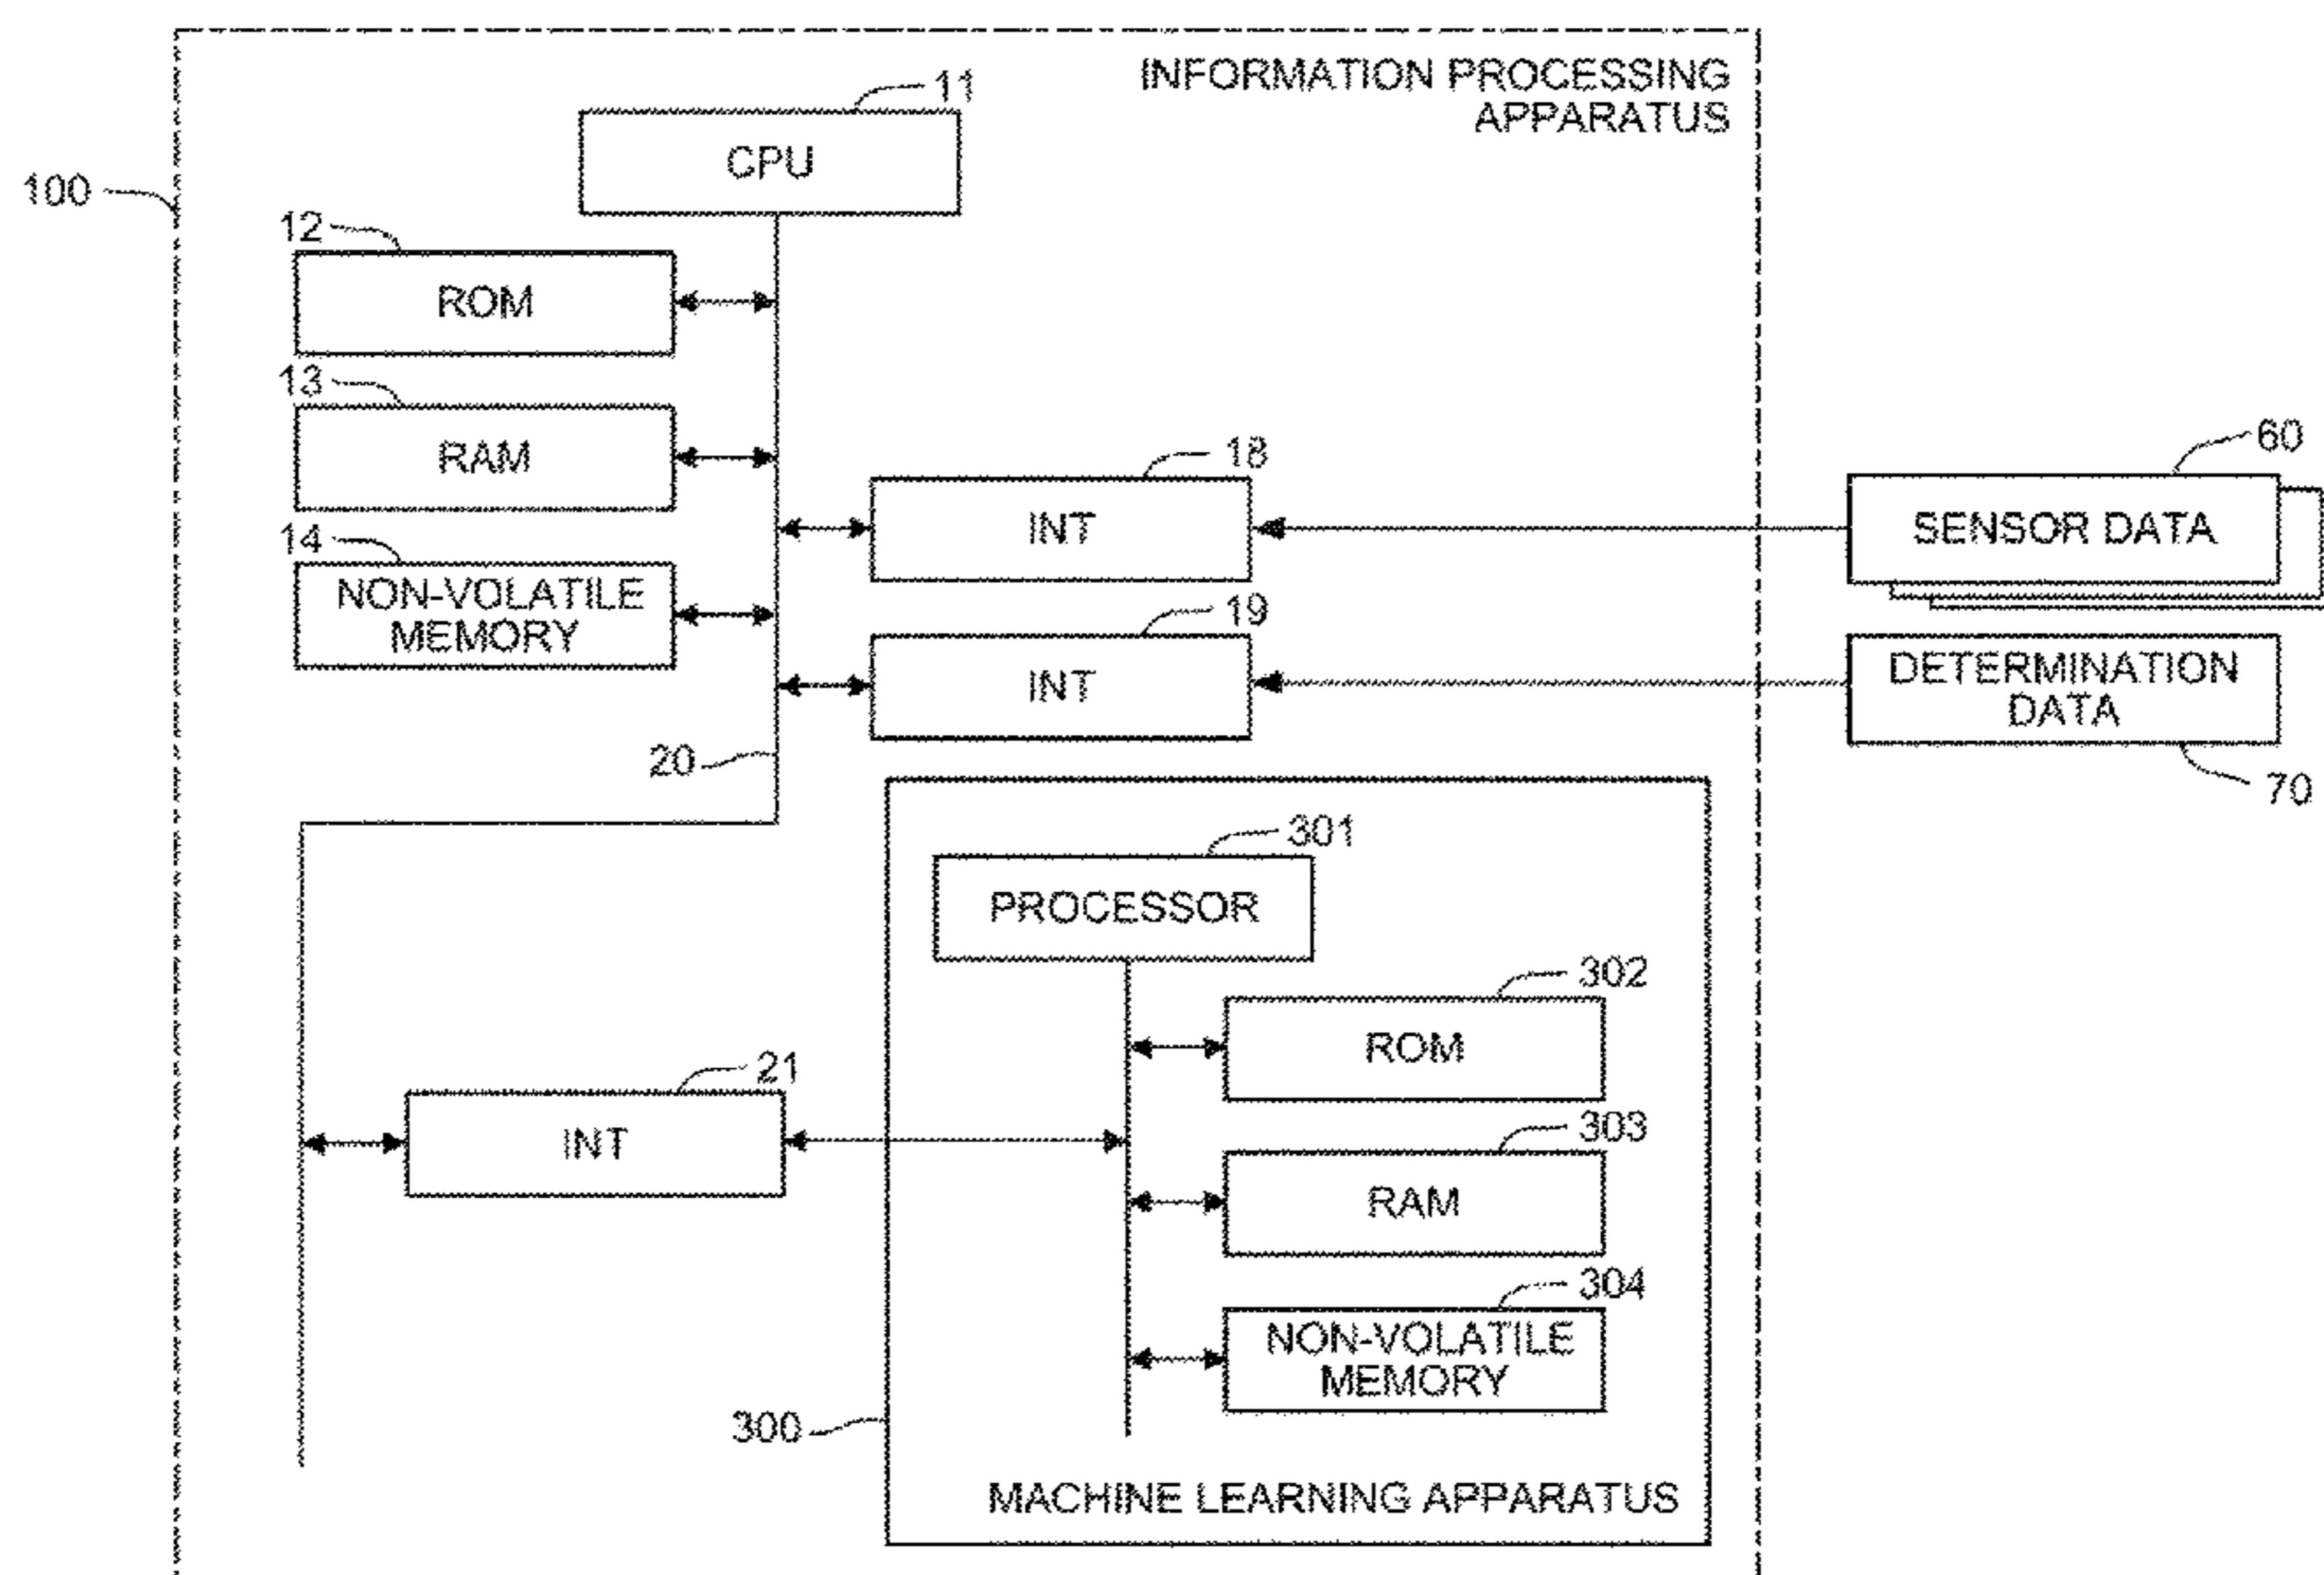 INFORMATION PROCESSING
APPARATUS
11
CPU
100
12
ROM
13
RAM
18
INT
60
SENSOR DATA
14
NON-VOLATILE
MEMORY
19
INT
DETERMINATION
DATA
70
20
301
PROCESSOR
302
ROM
21
INT
303
RAM
304
NON-VOLATILE
MEMORY
300
MACHINE LEARNING APPARATUS